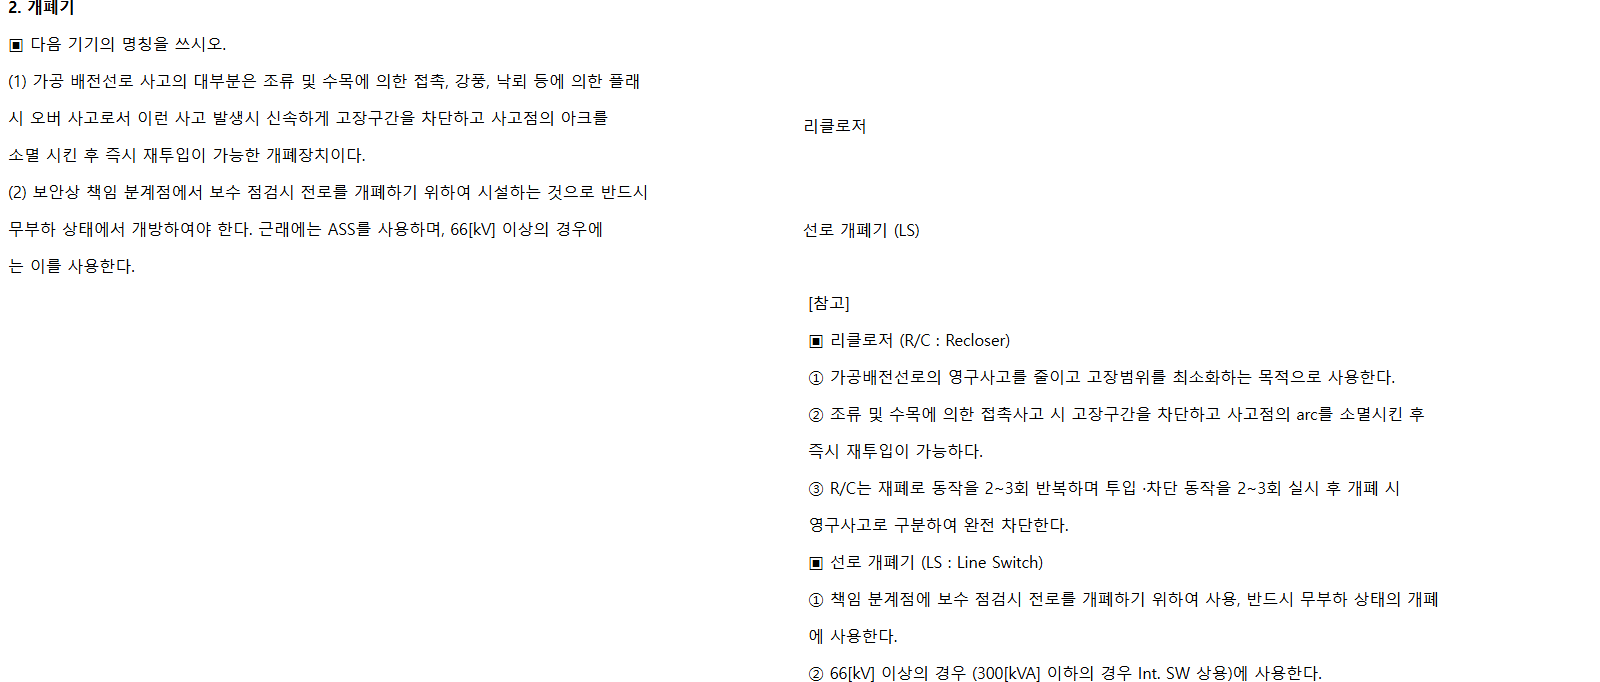 2. 개폐기
▣ 다음 기기의 명칭을 쓰시오.
(1) 가공 배전선로 사고의 대부분은 조류 및 수목에 의한 접촉, 강풍, 낙뢰 등에 의한 플래
시 오버 사고로서 이런 사고 발생시 신속하게 고장구간을 차단하고 사고점의 아크를
소멸 시킨 후 즉시 재투입이 가능한 개폐장치이다.
(2) 보안상 책임 분계점에서 보수 점검시 전로를 개폐하기 위하여 시설하는 것으로 반드시
무부하 상태에서 개방하여야 한다. 근래에는 ASS를 사용하며, 66[kV] 이상의 경우에
는 이를 사용한다.
리클로저
선로 개폐기 (LS)
[참고]
▣ 리클로저 (R/C : Recloser)
① 가공배전선로의 영구사고를 줄이고 고장범위를 최소화하는 목적으로 사용한다.
② 조류 및 수목에 의한 접촉사고 시 고장구간을 차단하고 사고점의 arc를 소멸시킨 후
즉시 재투입이 가능하다.
③ R/C는 재폐로 동작을 2~3회 반복하며 투입 ·차단 동작을 2~3회 실시 후 개폐 시
영구사고로 구분하여 완전 차단한다.
▣ 선로 개폐기 (LS : Line Switch)
① 책임 분계점에 보수 점검시 전로를 개폐하기 위하여 사용, 반드시 무부하 상태의 개폐
에 사용한다.
② 66[kV] 이상의 경우 (300[kVA] 이하의 경우 Int. SW 상용)에 사용한다.